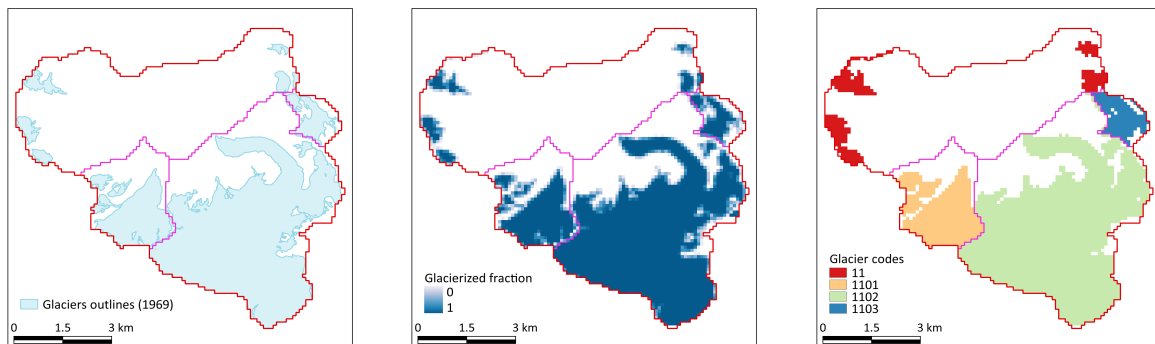 Glaciers outlines (1969)
0 1.5 3 km
Glacierized fraction
0
1
0 1.5 3 km
Glacier codes
11
1101
1102
1103
0 1.5 3 km